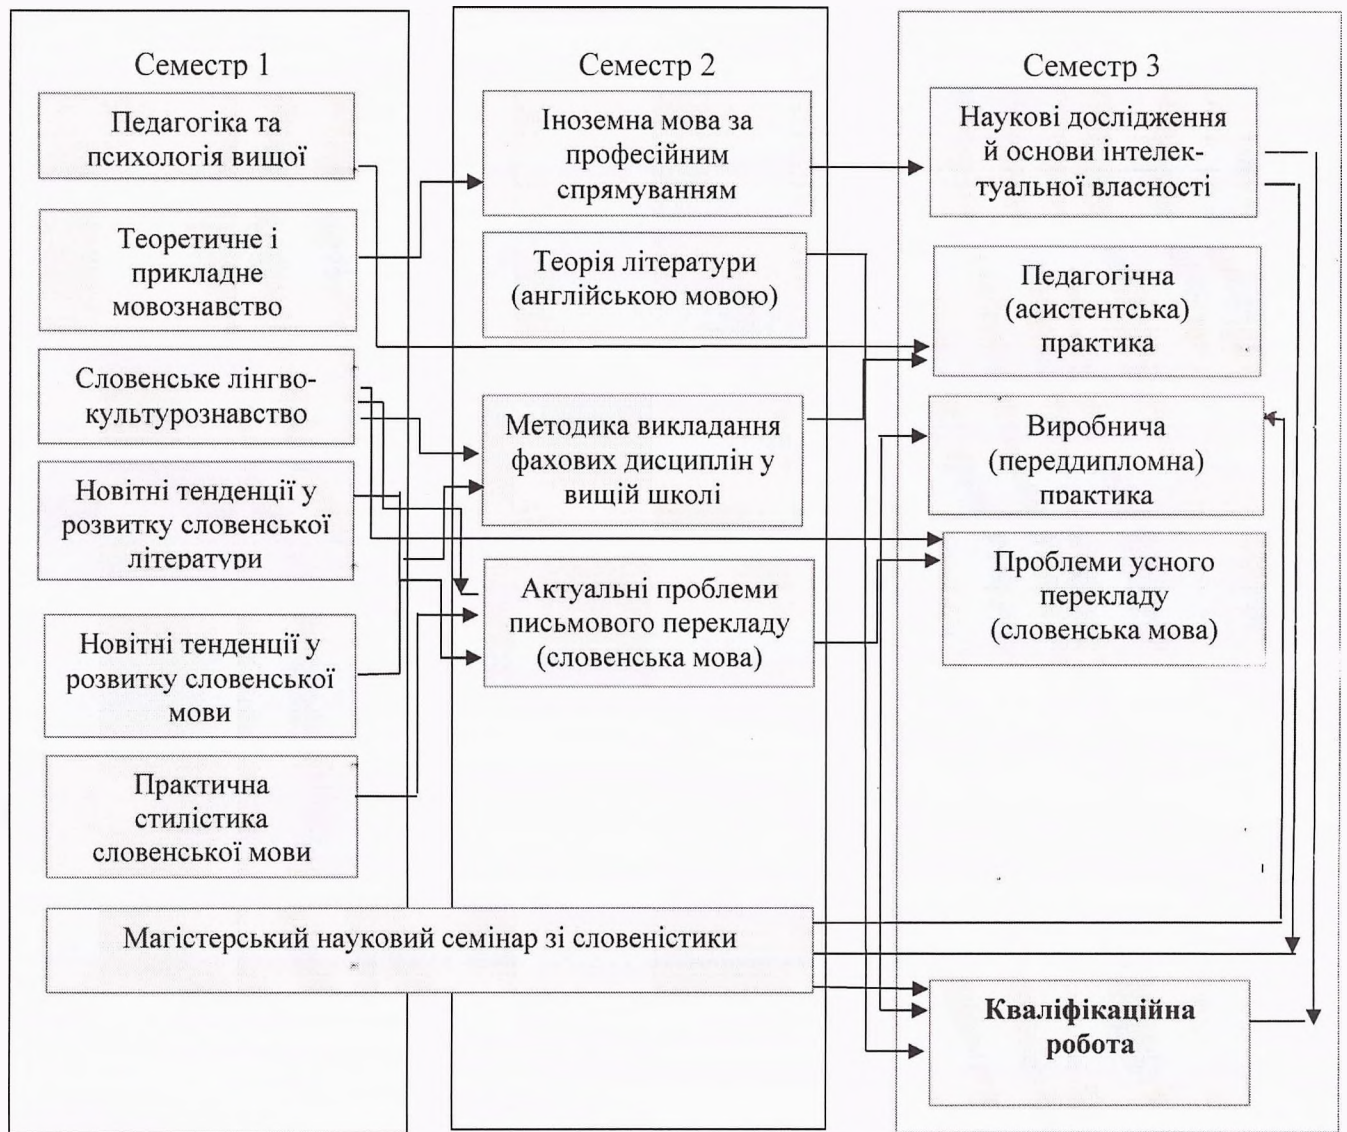 Семестр 1
Педагогіка та
психологія вищої
Теоретичне і
прикладне
мовознавство
Словенське лінгво-
культурознавство
Новітні тенденції у
розвитку словенської
літератури
Новітні тенденції у
розвитку словенської
мови
Практична
стилістика
словенської мови
Магістерський науковий семінар зі словеністики
Семестр 2
Іноземна мова за
професійним
спрямуванням
Теорія літератури
(англійською мовою)
Методика викладання
фахових дисциплін у
вищій школі
Актуальні проблеми
письмового перекладу
(словенська мова)
Семестр 3
Наукові дослідження
й основи інтелек-
туальної власності
Педагогічна
(асистентська)
практика
Виробнича
(переддипломна)
практика
Проблеми усного
перекладу
(словенська мова)
Кваліфікаційна
робота